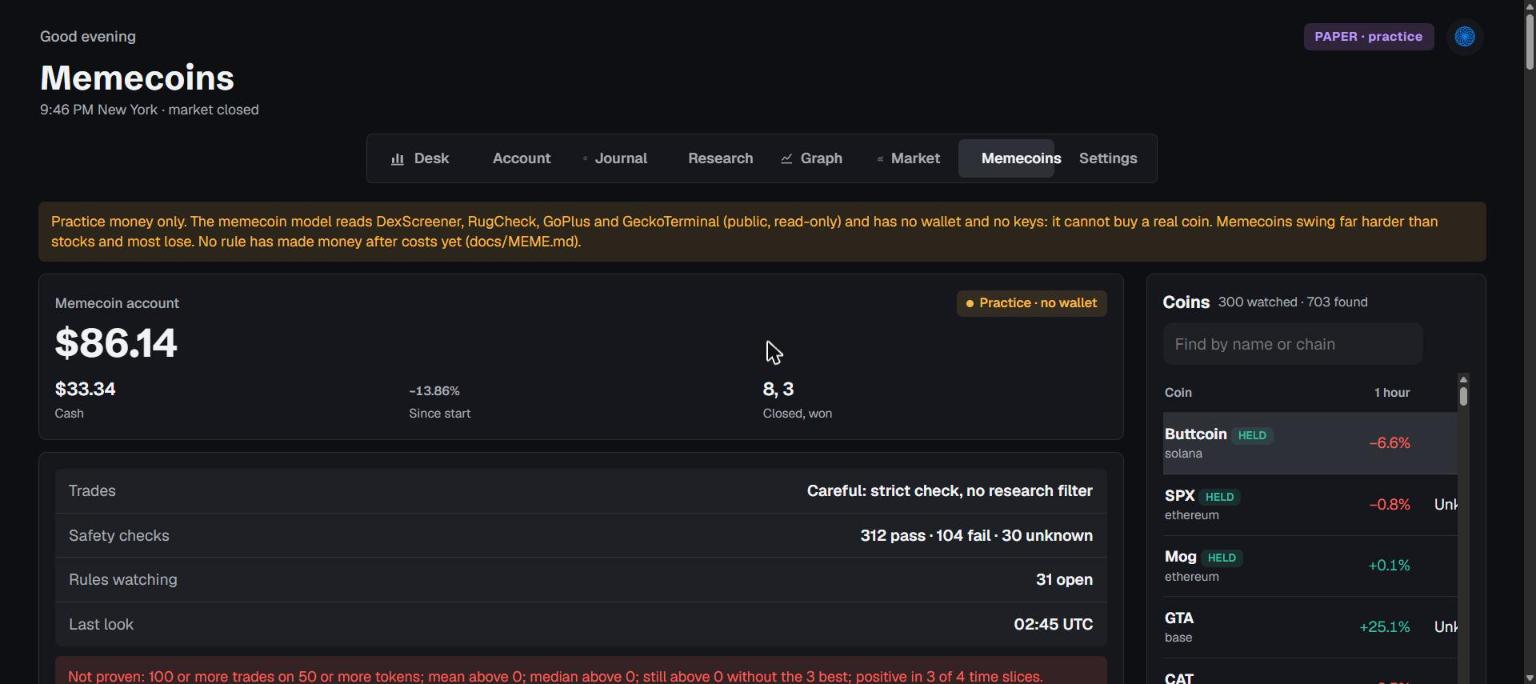 Good evening
PAPER · practice
Memecoins
9:46 PM New York · market closed
Desk
Account
Journal
Research
Graph
Market
Memecoins
Settings
Practice money only. The memecoin model reads DexScreener, RugCheck, GoPlus and GeckoTerminal (public, read-only) and has no wallet and no keys: it cannot buy a real coin. Memecoins swing far harder than
stocks and most lose. No rule has made money after costs yet (docs/MEME.md).
Memecoin account
Practice · no wallet
$86.14
$33.34
Cash
-13.86%
Since start
8, 3
Closed, won
Trades
Careful: strict check, no research filter
Safety checks
312 pass · 104 fail · 30 unknown
Rules watching
31 open
Last look
02:45 UTC
Not proven: 100 or more trades on 50 or more tokens; mean above 0; median above 0; still above 0 without the 3 best; positive in 3 of 4 time slices.
Coins 300 watched · 703 found
Find by name or chain
Coin
1 hour
Buttcoin HELD
solana
-6.6%
SPX HELD
ethereum
-0.8%
Unk
Mog HELD
ethereum
+0.1%
GTA
base
+25.1%
Unk
CAT